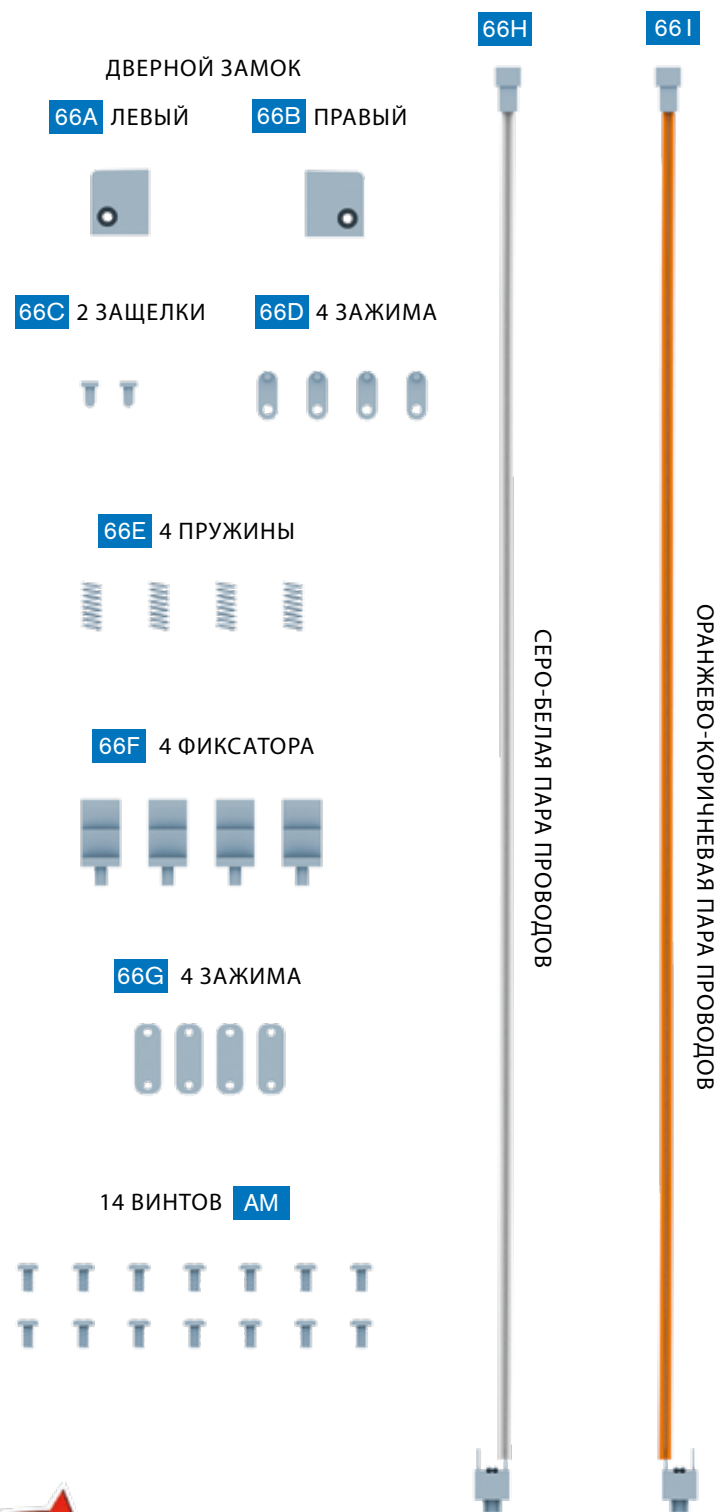 ДВЕРНОЙ ЗАМОК
66A ЛЕВЫЙ
66B ПРАВЫЙ
66C 2 ЗАЩЕЛКИ
66D 4 ЗАЖИМА
66E 4 ПРУЖИНЫ
66F 4 ФИКСАТОРА
66G 4 ЗАЖИМА
14 ВИНТОВ AM
66H
СЕРО-БЕЛАЯ ПАРА ПРОВОДОВ
66I
ОРАНЖЕВО-КОРИЧНЕВАЯ ПАРА ПРОВОДОВ